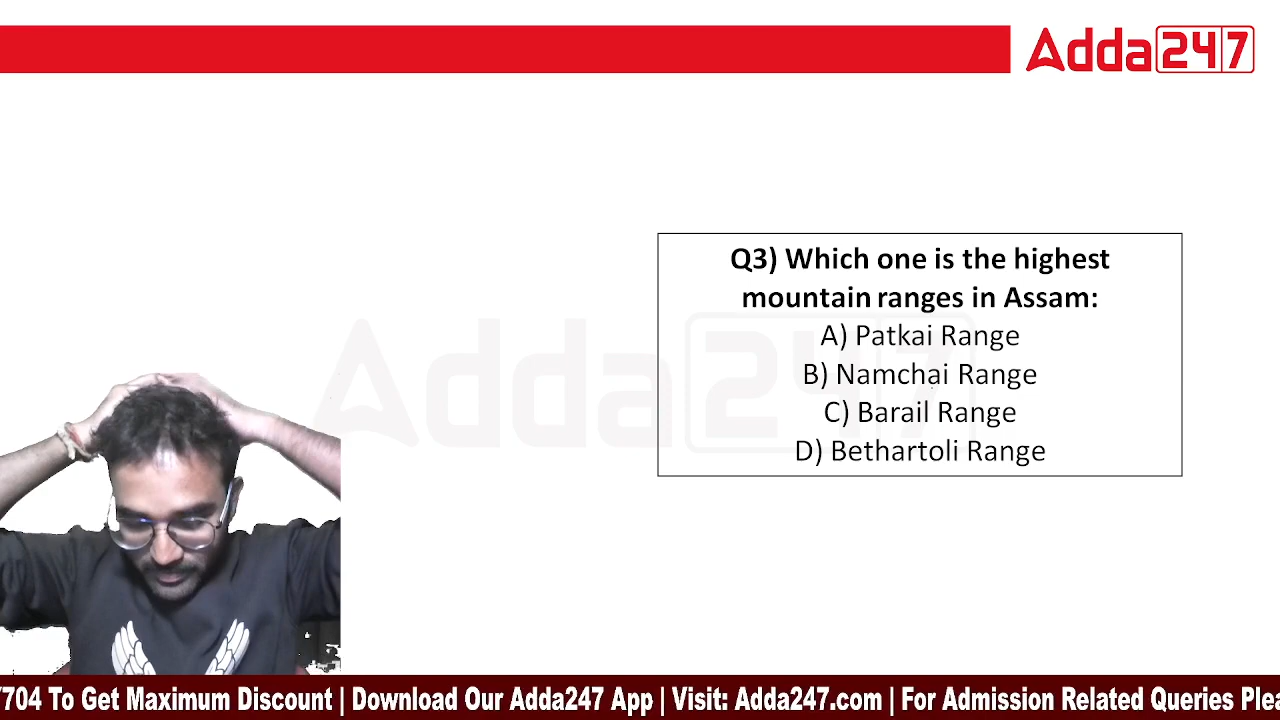 Adda247
Q3) Which one is the highest
mountain ranges in Assam:
A) Patkai Range
B) Namchai Range
C) Barail Range
D) Bethartoli Range
Adda247
704 To Get Maximum Discount | Download Our Adda247 App | Visit: Adda247.com | For Admission Related Queries